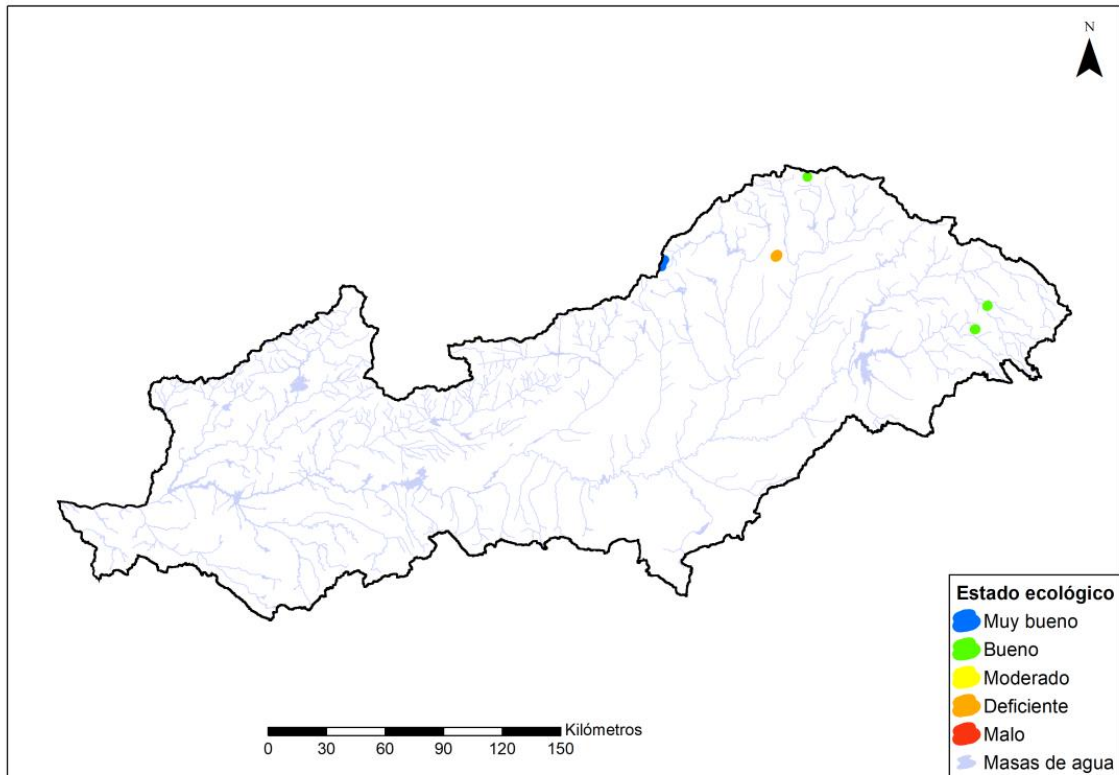 N
Estado ecológico
Muy bueno
Bueno
Moderado
Deficiente
Malo
Masas de agua
Kilómetros
0 30 60 90 120 150